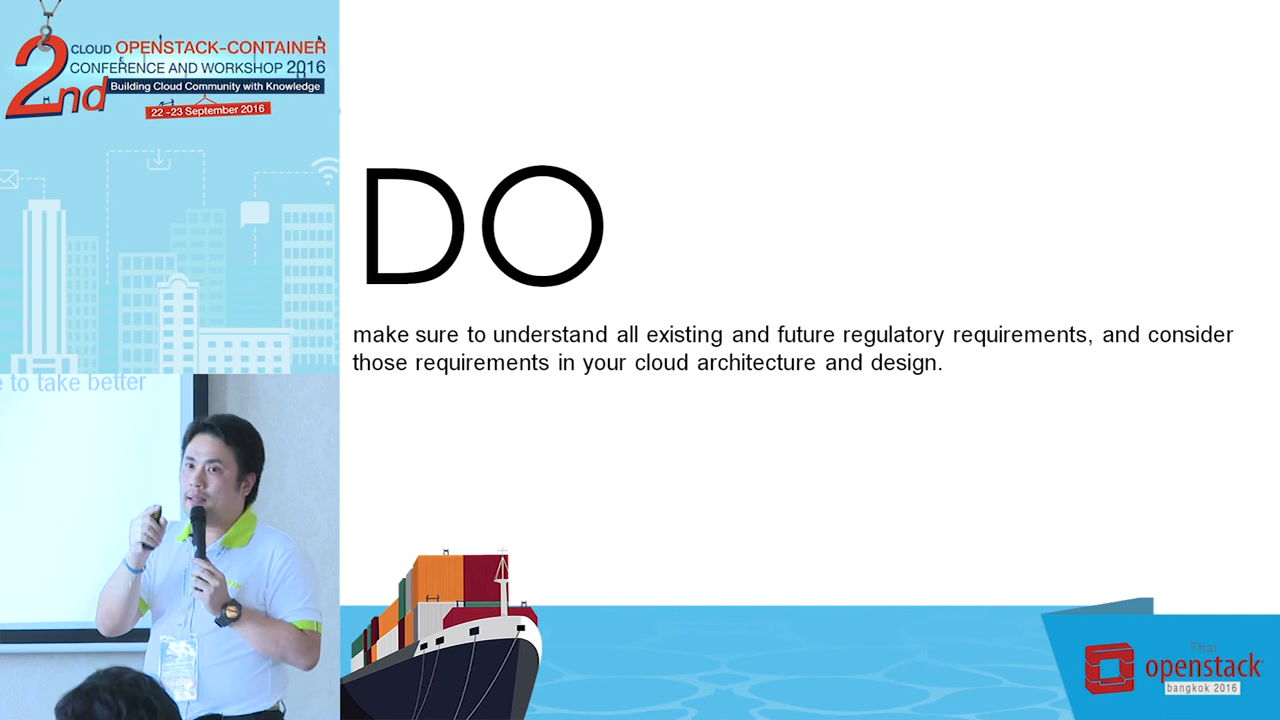 2nd
CLOUD OPENSTACK-CONTAINER
CONFERENCE AND WORKSHOP 2016
Building Cloud Community with Knowledge
22 -23 September 2016
DO
make sure to understand all existing and future regulatory requirements, and consider
those requirements in your cloud architecture and design.
to take better
Thai
openstack
bangkok 2016